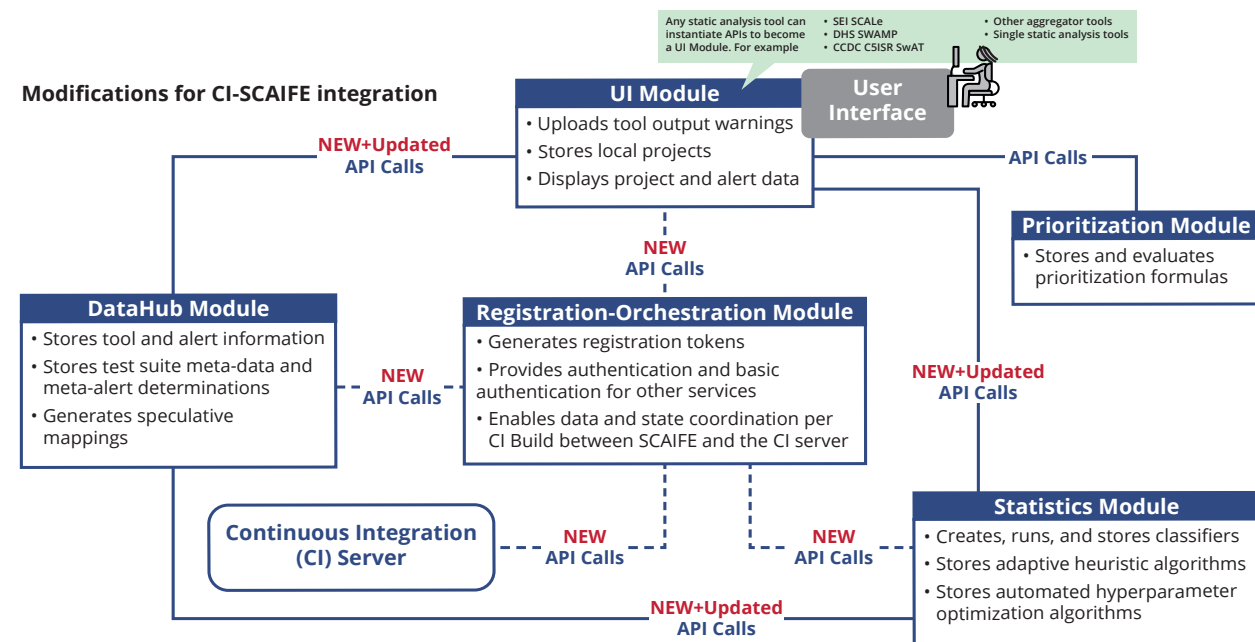 Any static analysis tool can
instantiate APIs to become
a UI Module. For example
• SEI SCALe
• DHS SWAMP
• CCDC C5ISR SwAT
• Other aggregator tools
• Single static analysis tools
Modifications for CI-SCAIFE integration
UI Module
• Uploads tool output warnings
• Stores local projects
• Displays project and alert data
User
Interface
NEW+Updated
API Calls
API Calls
Prioritization Module
• Stores and evaluates
prioritization formulas
NEW
API Calls
DataHub Module
• Stores tool and alert information
• Stores test suite meta-data and
meta-alert determinations
• Generates speculative
mappings
NEW
API Calls
Registration-Orchestration Module
• Generates registration tokens
• Provides authentication and basic
authentication for other services
• Enables data and state coordination per
CI Build between SCAIFE and the CI server
NEW+Updated
API Calls
Continuous Integration
(CI) Server
NEW
API Calls
NEW
API Calls
Statistics Module
• Creates, runs, and stores classifiers
• Stores adaptive heuristic algorithms
• Stores automated hyperparameter
optimization algorithms
NEW+Updated
API Calls